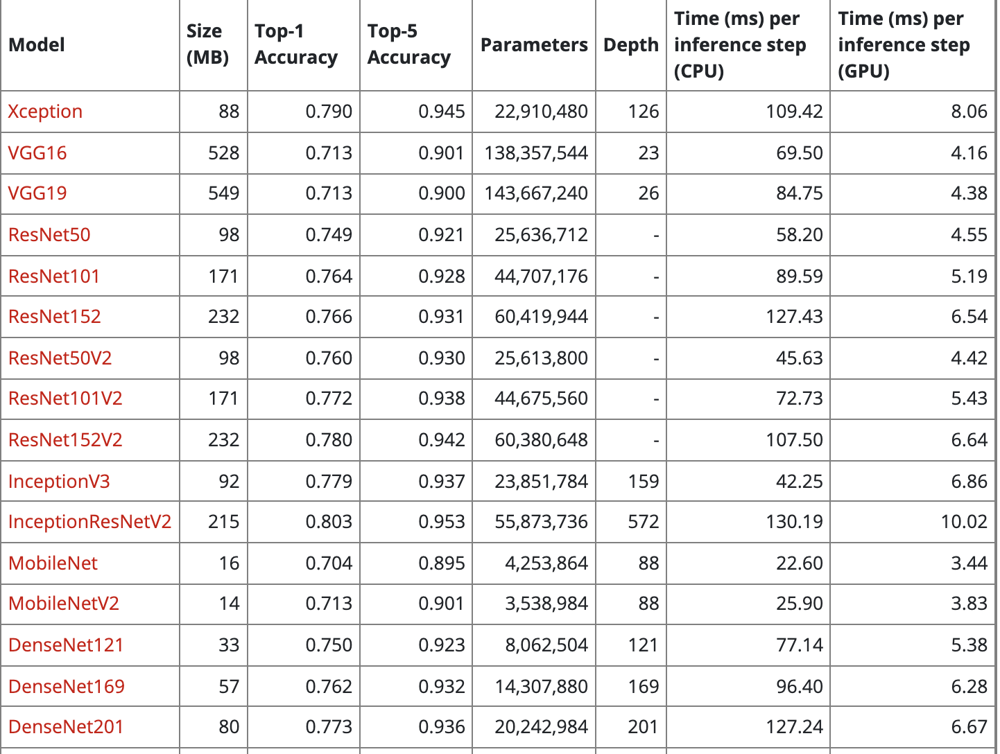 Model Size (MB) Top-1 Accuracy Top-5 Accuracy Parameters Depth Time (ms) per inference step (CPU) Time (ms) per inference step (GPU)
Xception 88 0.790 0.945 22,910,480 126 109.42 8.06
VGG16 528 0.713 0.901 138,357,544 23 69.50 4.16
VGG19 549 0.713 0.900 143,667,240 26 84.75 4.38
ResNet50 98 0.749 0.921 25,636,712 - 58.20 4.55
ResNet101 171 0.764 0.928 44,707,176 - 89.59 5.19
ResNet152 232 0.766 0.931 60,419,944 - 127.43 6.54
ResNet50V2 98 0.760 0.930 25,613,800 - 45.63 4.42
ResNet101V2 171 0.772 0.938 44,675,560 - 72.73 5.43
ResNet152V2 232 0.780 0.942 60,380,648 - 107.50 6.64
InceptionV3 92 0.779 0.937 23,851,784 159 42.25 6.86
InceptionResNetV2 215 0.803 0.953 55,873,736 572 130.19 10.02
MobileNet 16 0.704 0.895 4,253,864 88 22.60 3.44
MobileNetV2 14 0.713 0.901 3,538,984 88 25.90 3.83
DenseNet121 33 0.750 0.923 8,062,504 121 77.14 5.38
DenseNet169 57 0.762 0.932 14,307,880 169 96.40 6.28
DenseNet201 80 0.773 0.936 20,242,984 201 127.24 6.67